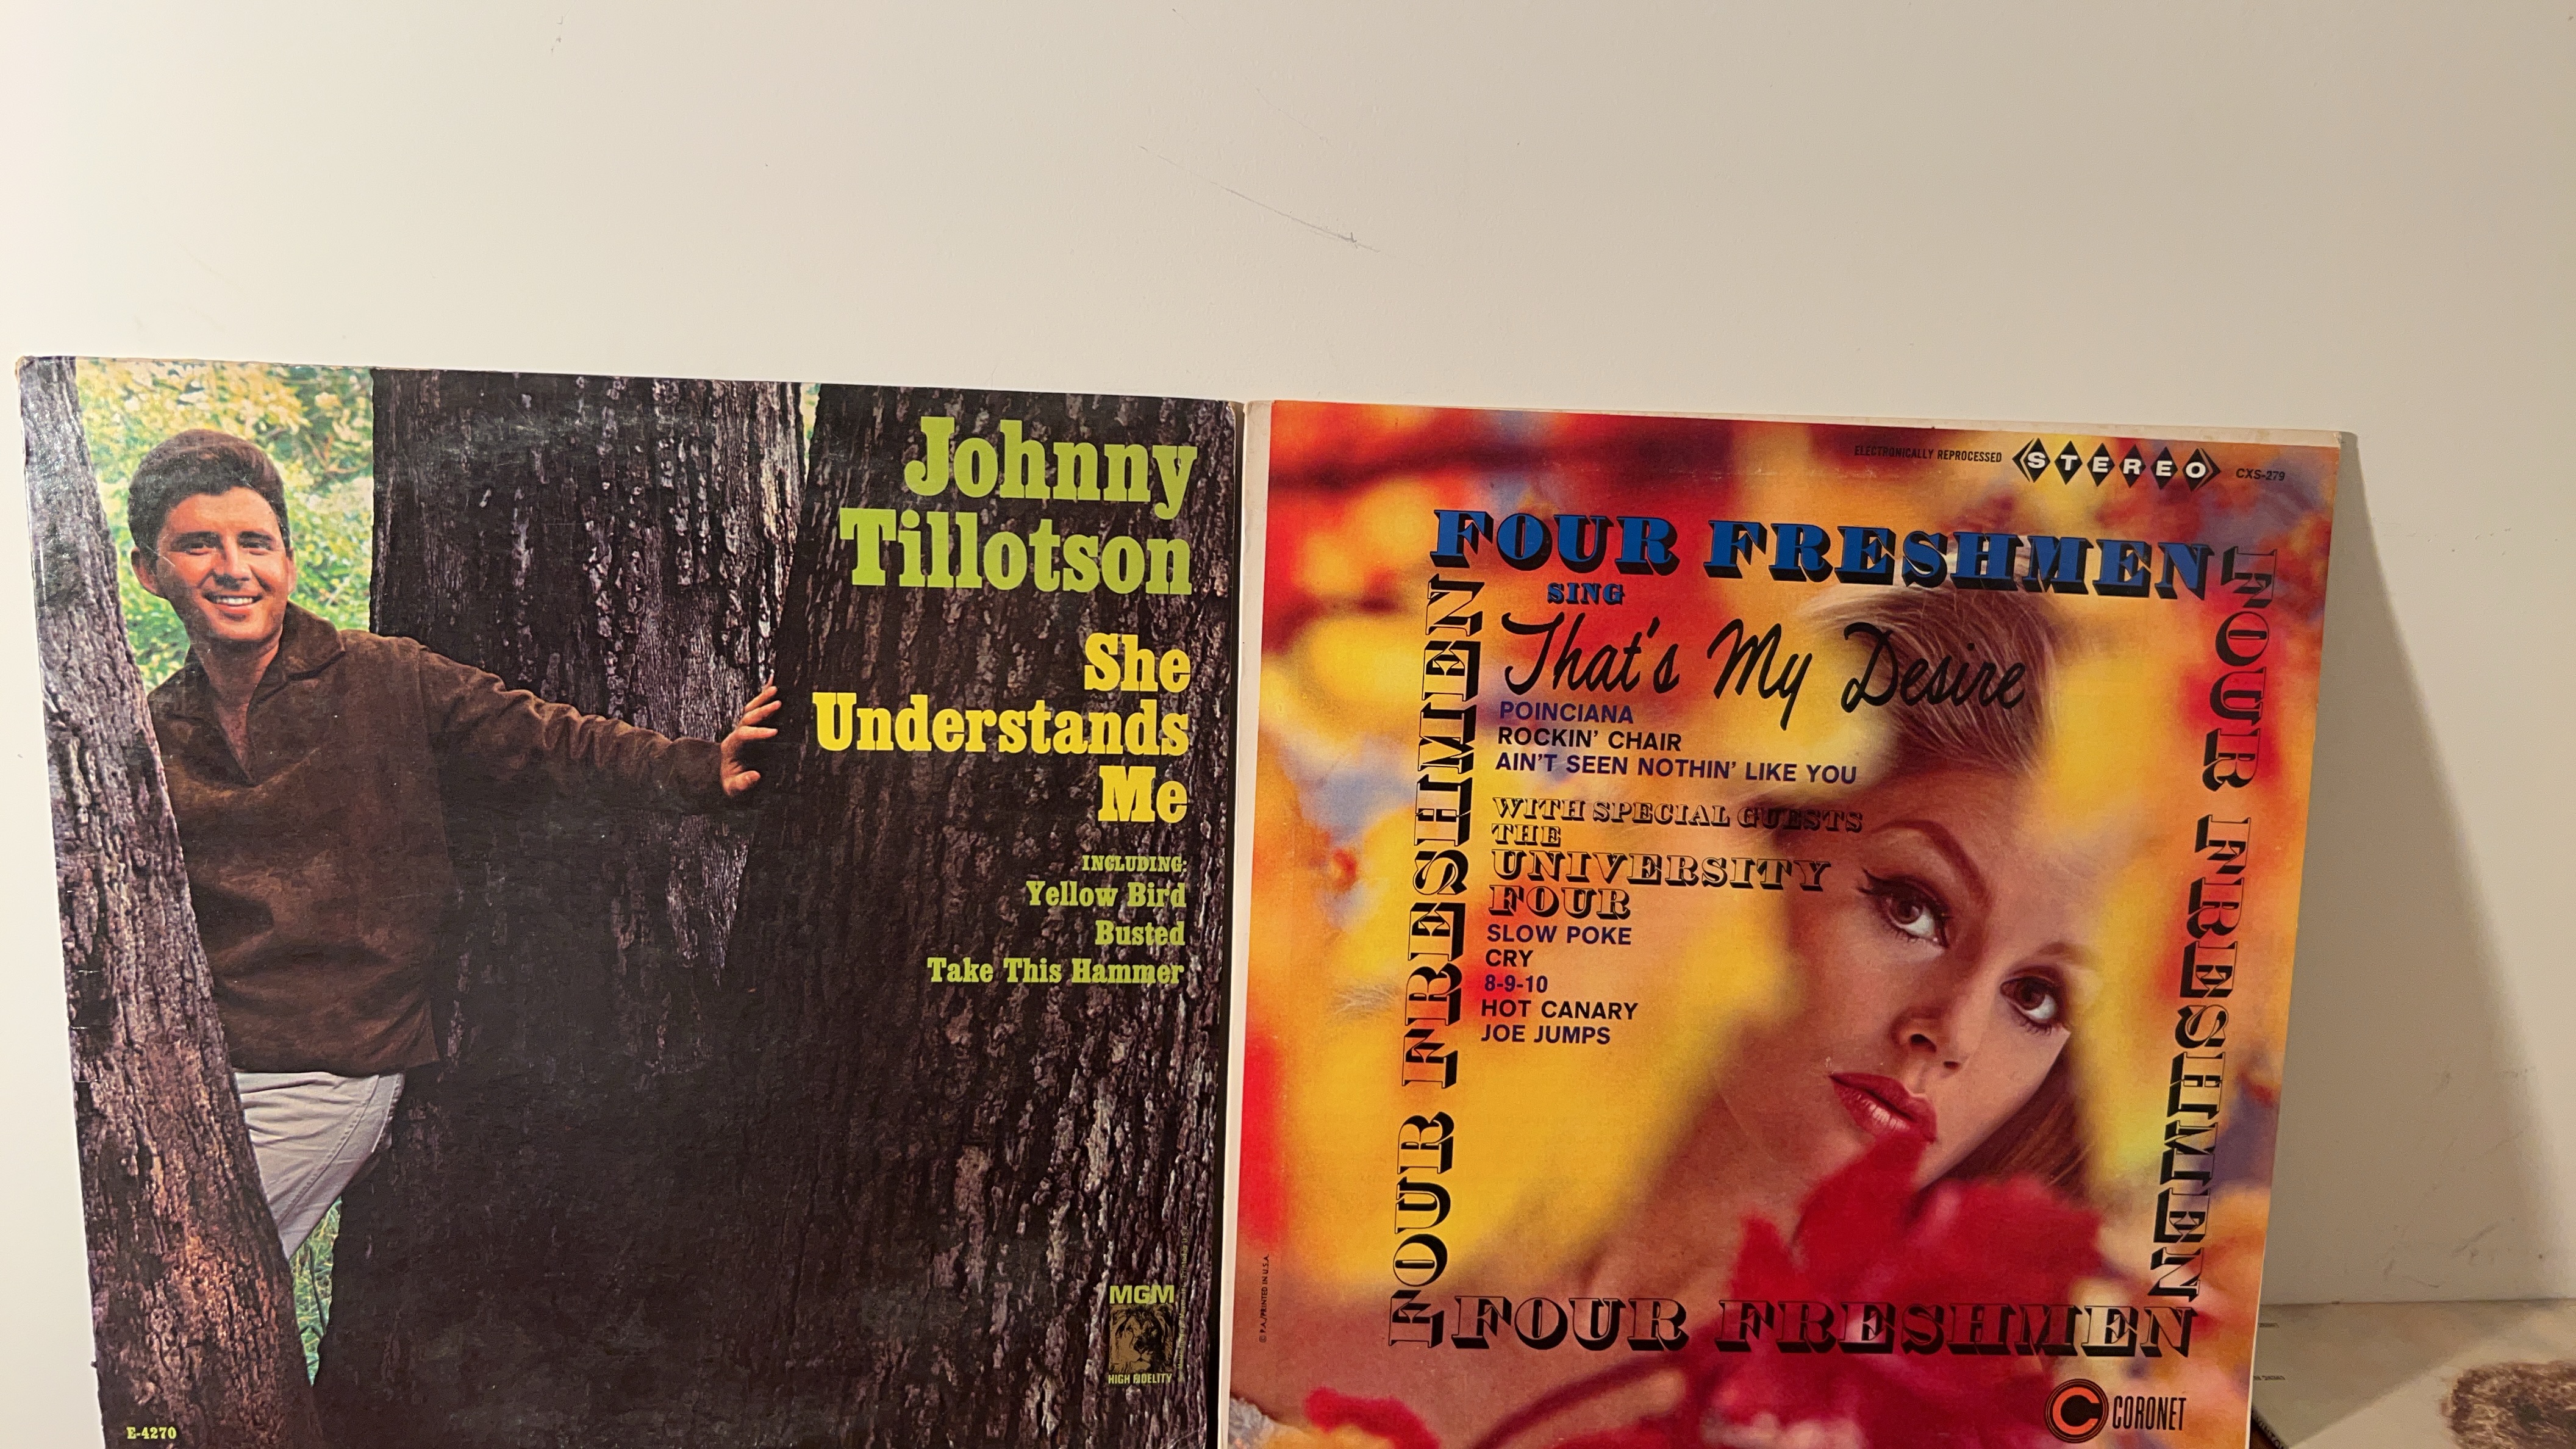 Johnny
Tillotson
She
Understands
Me
INCLUDING:
Yellow Bird
Busted
Take This Hammer
MGM
HIGH FIDELITY
E-4270
ELECTRONICALLY REPROCESSED
STEREO
CXS-279
FOUR FRESHMEN
SING
That's My Desire
POINCIANA
ROCKIN' CHAIR
AIN'T SEEN NOTHIN' LIKE YOU
WITH SPECIAL GUESTS
THE
UNIVERSITY
FOUR
SLOW POKE
CRY
8-9-10
HOT CANARY
JOE JUMPS
FOUR FRESHMEN
FOUR FRESHMEN
FOUR FRESHMEN
© P.A./PRINTED IN U.S.A.
C CORONET